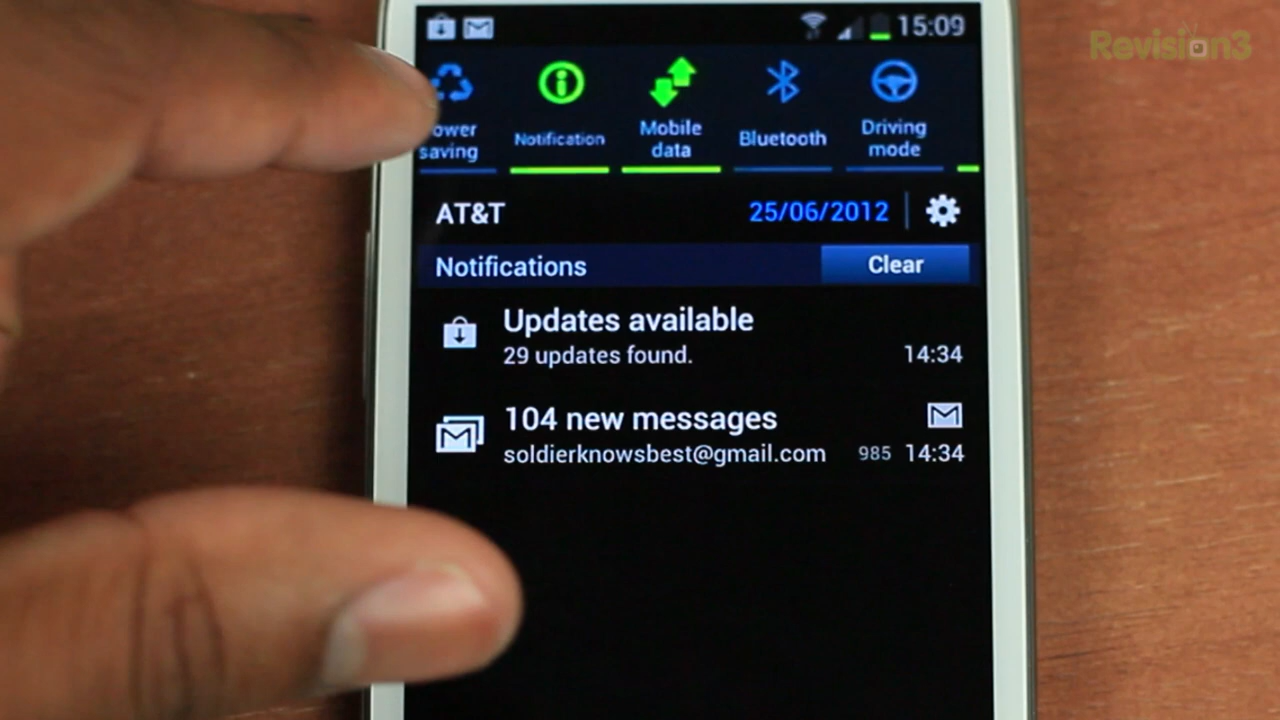 15:09
Revision3
ower
saving
Notification
Mobile
data
Bluetooth
Driving
mode
AT&T
25/06/2012
Notifications
Clear
Updates available
29 updates found.
14:34
104 new messages
soldierknowsbest@gmail.com
985
14:34